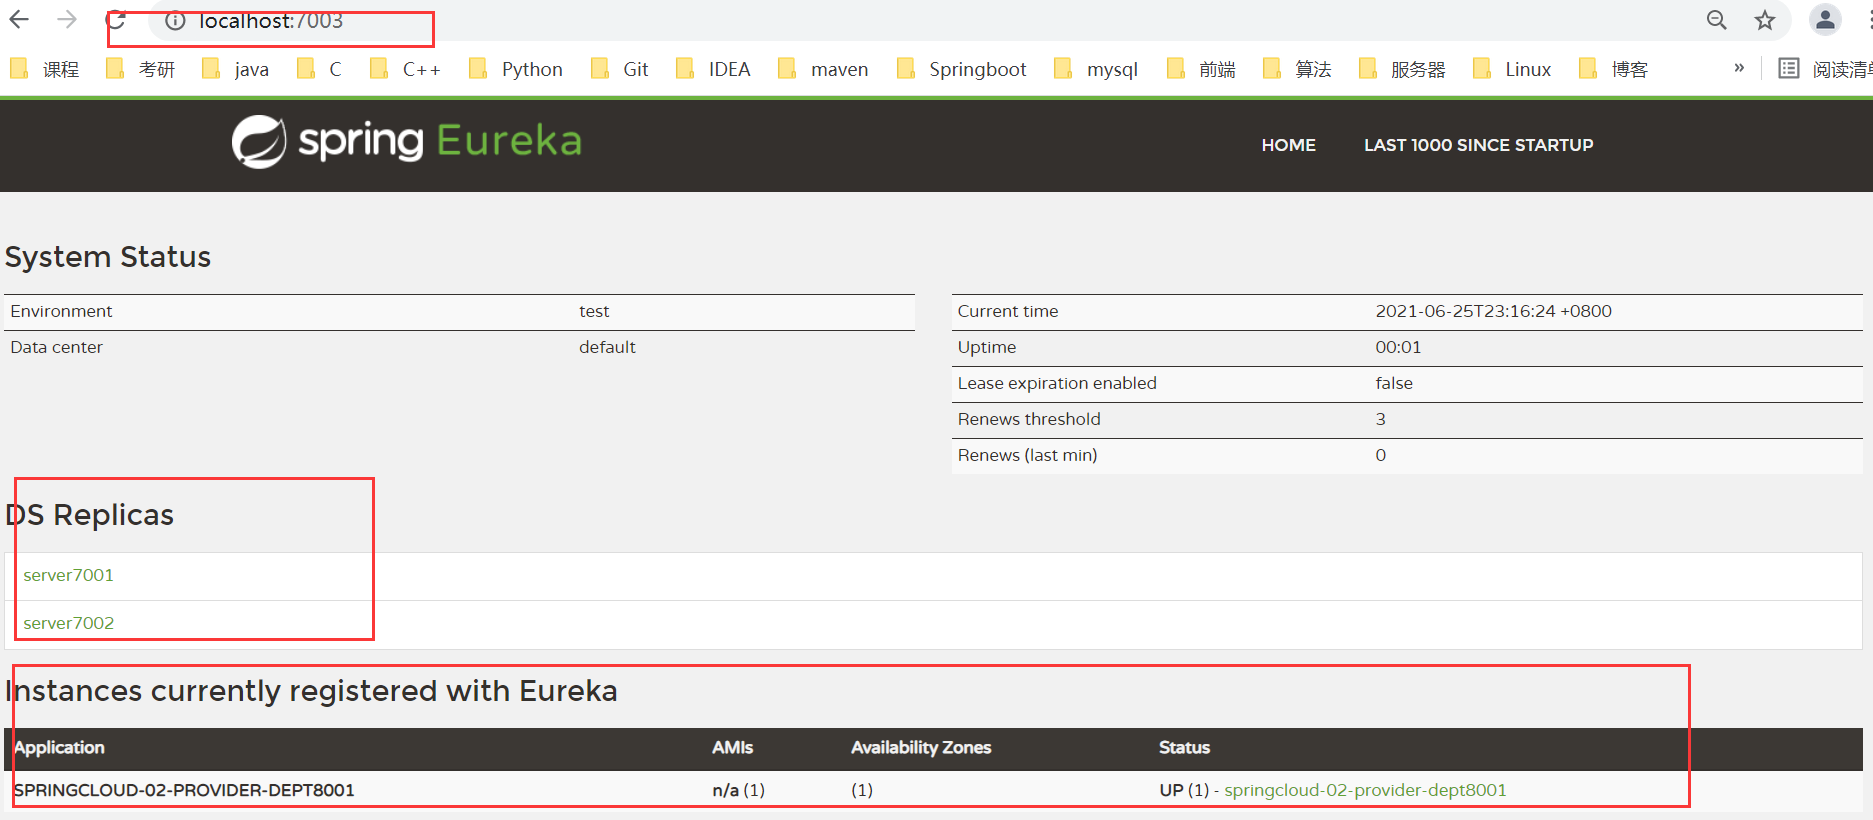 localhost:7003
课程 考研 java C C++ Python Git IDEA maven Springboot mysql 前端 算法 服务器 Linux 博客 » 阅读清单
spring Eureka HOME LAST 1000 SINCE STARTUP
System Status
Environment test
Data center default
Current time 2021-06-25T23:16:24 +0800
Uptime 00:01
Lease expiration enabled false
Renews threshold 3
Renews (last min) 0
DS Replicas
server7001
server7002
Instances currently registered with Eureka
Application AMIs Availability Zones Status
SPRINGCLOUD-02-PROVIDER-DEPT8001 n/a (1) (1) UP (1) - springcloud-02-provider-dept8001